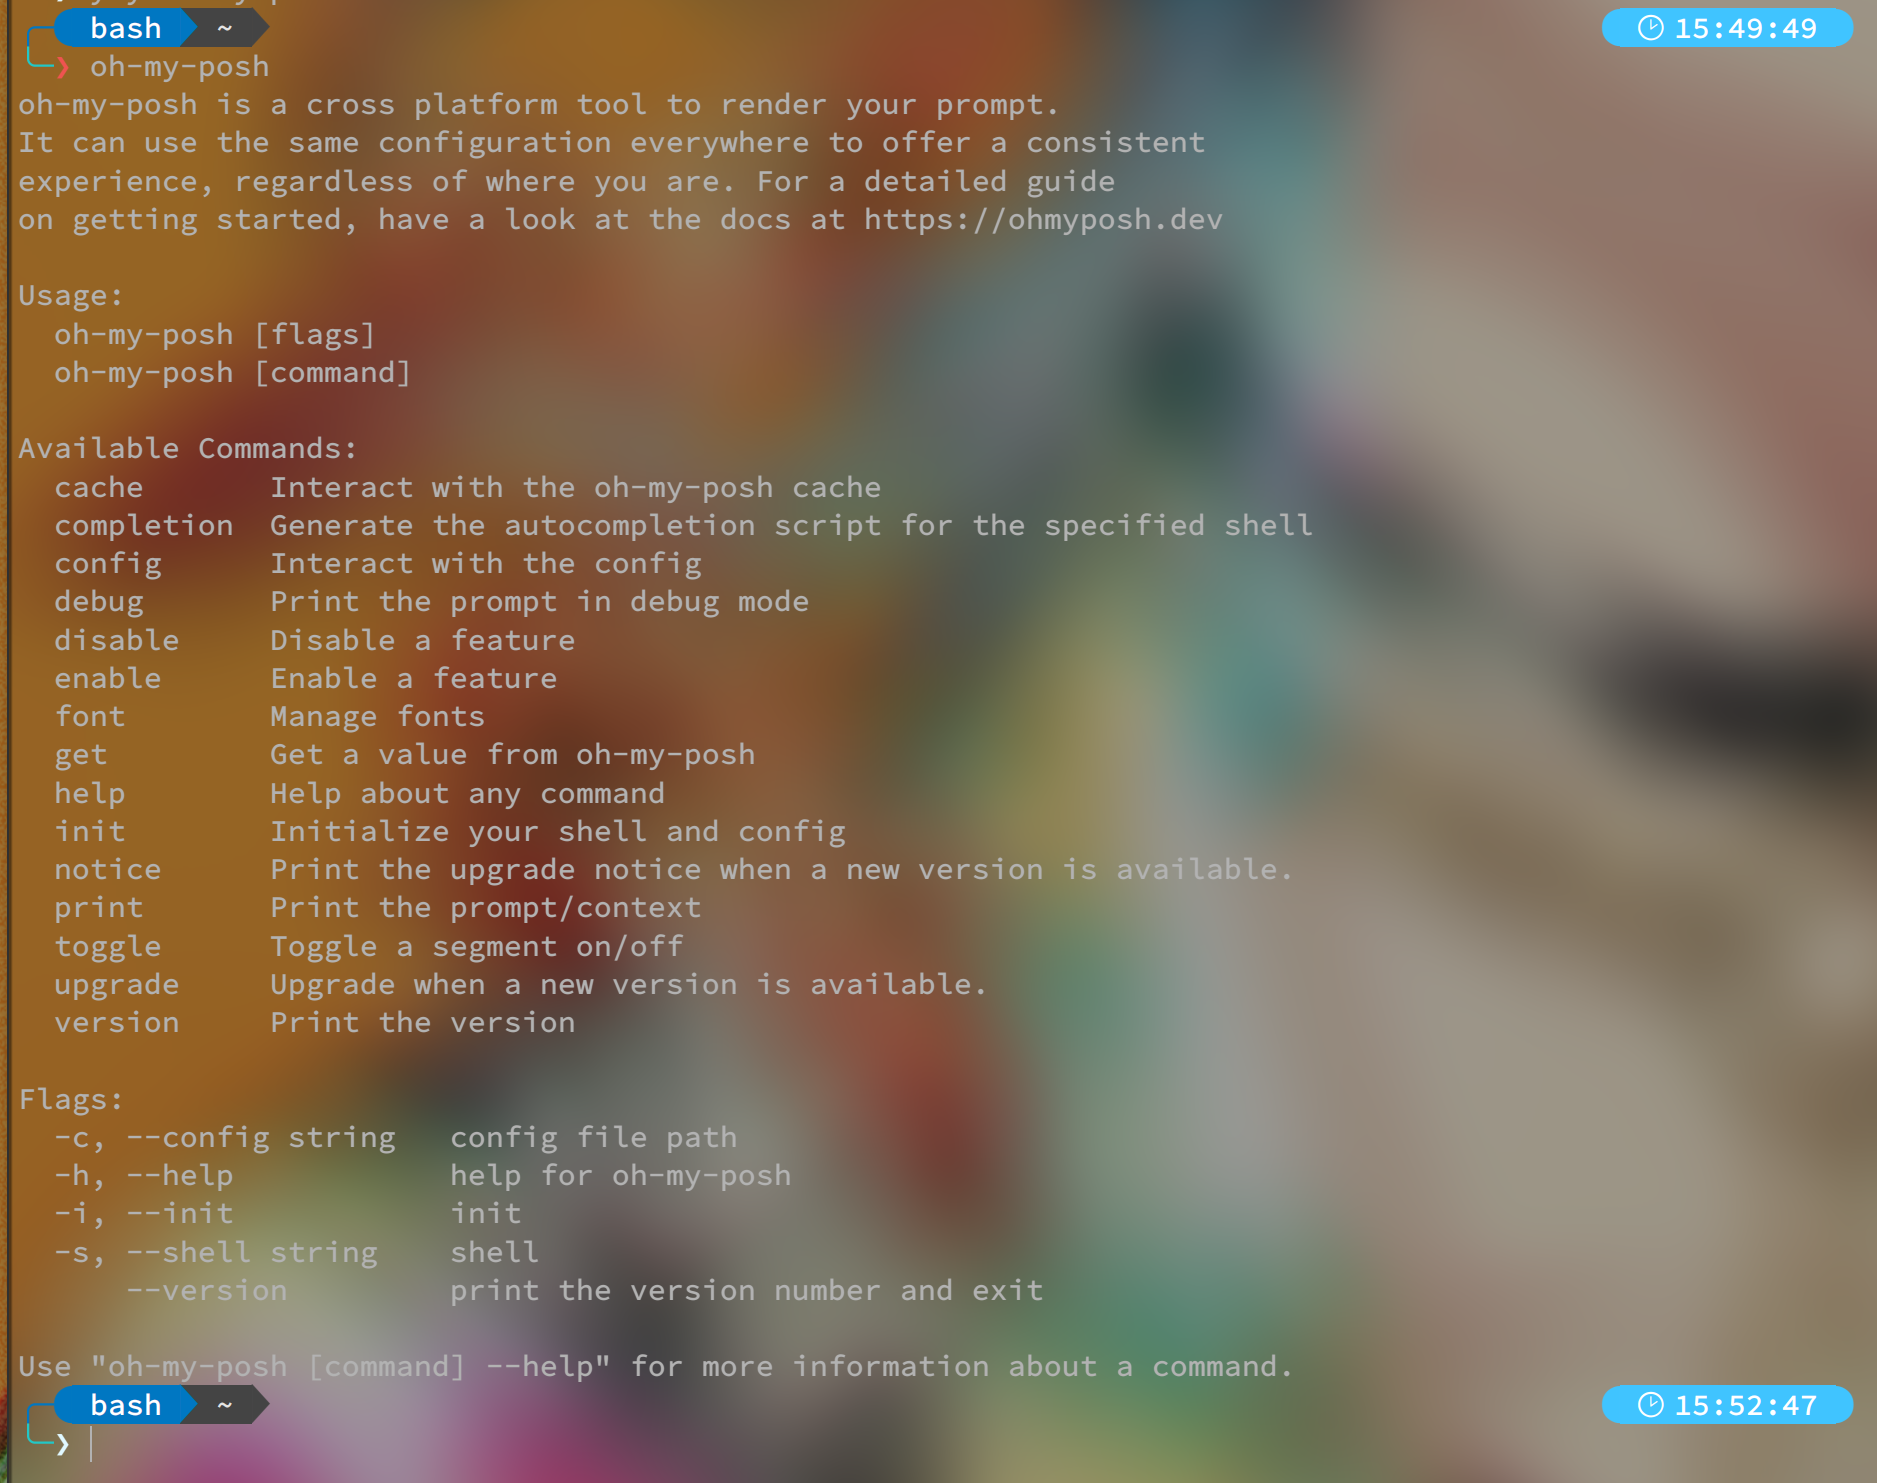 bash ~ 15:49:49
❯ oh-my-posh
oh-my-posh is a cross platform tool to render your prompt.
It can use the same configuration everywhere to offer a consistent
experience, regardless of where you are. For a detailed guide
on getting started, have a look at the docs at https://ohmyposh.dev

Usage:
  oh-my-posh [flags]
  oh-my-posh [command]

Available Commands:
  cache       Interact with the oh-my-posh cache
  completion  Generate the autocompletion script for the specified shell
  config      Interact with the config
  debug       Print the prompt in debug mode
  disable     Disable a feature
  enable      Enable a feature
  font        Manage fonts
  get         Get a value from oh-my-posh
  help        Help about any command
  init        Initialize your shell and config
  notice      Print the upgrade notice when a new version is available.
  print       Print the prompt/context
  toggle      Toggle a segment on/off
  upgrade     Upgrade when a new version is available.
  version     Print the version

Flags:
  -c, --config string   config file path
  -h, --help            help for oh-my-posh
  -i, --init            init
  -s, --shell string    shell
      --version         print the version number and exit

Use "oh-my-posh [command] --help" for more information about a command.
bash ~ 15:52:47
❯